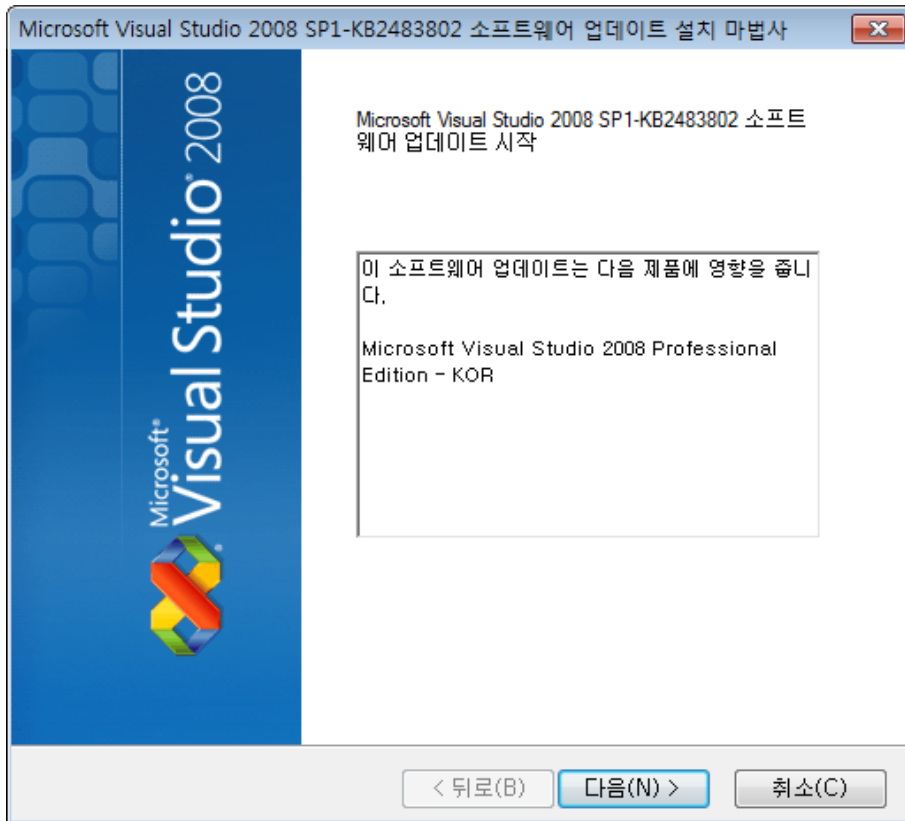 Microsoft Visual Studio 2008 SP1-KB2483802 소프트웨어 업데이트 설치 마법사
Microsoft® Visual Studio® 2008
Microsoft Visual Studio 2008 SP1-KB2483802 소프트
웨어 업데이트 시작
이 소프트웨어 업데이트는 다음 제품에 영향을 줍니
다.
Microsoft Visual Studio 2008 Professional
Edition - KOR
< 뒤로(B)
다음(N) >
취소(C)